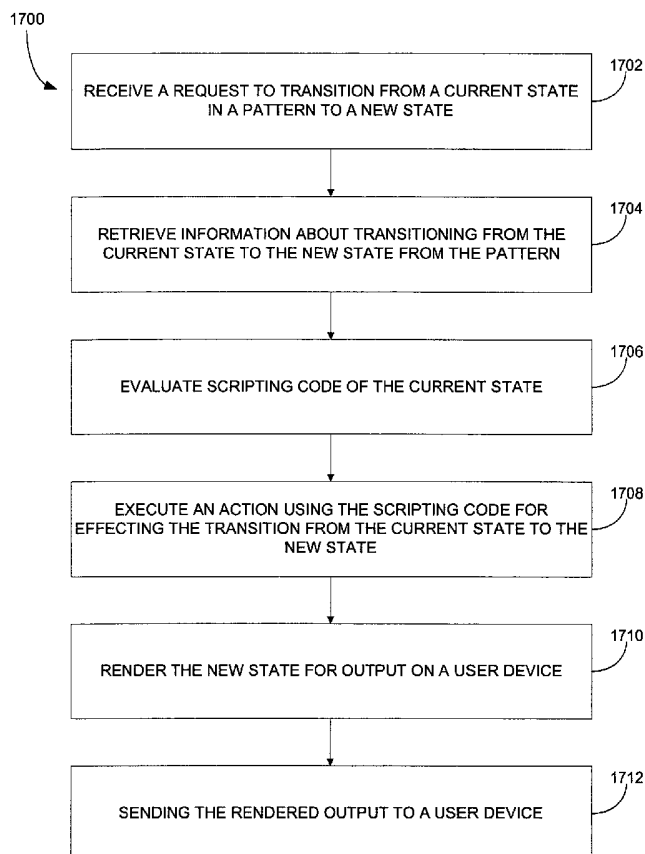 1700
1702
RECEIVE A REQUEST TO TRANSITION FROM A CURRENT STATE
IN A PATTERN TO A NEW STATE
1704
RETRIEVE INFORMATION ABOUT TRANSITIONING FROM THE
CURRENT STATE TO THE NEW STATE FROM THE PATTERN
1706
EVALUATE SCRIPTING CODE OF THE CURRENT STATE
1708
EXECUTE AN ACTION USING THE SCRIPTING CODE FOR
EFFECTING THE TRANSITION FROM THE CURRENT STATE TO THE
NEW STATE
1710
RENDER THE NEW STATE FOR OUTPUT ON A USER DEVICE
1712
SENDING THE RENDERED OUTPUT TO A USER DEVICE